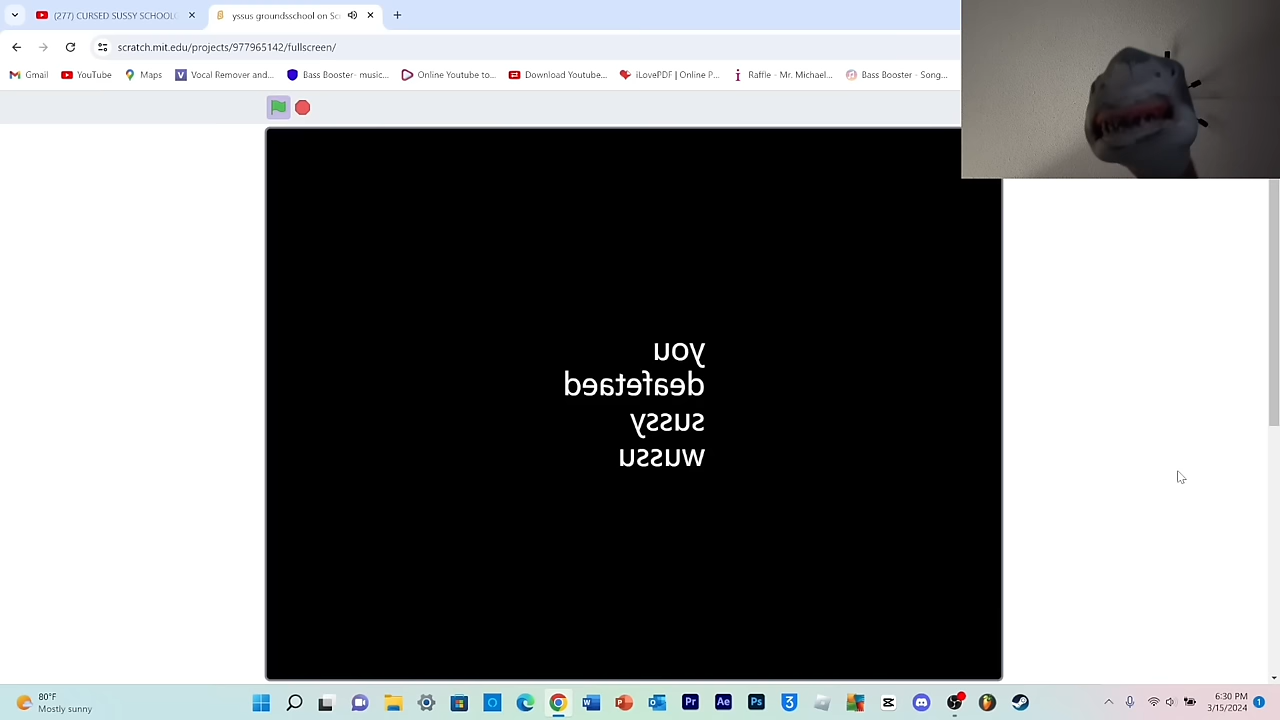 (277) CURSED SUSSY SCHOOLG
yssus groundsschool on Scr
scratch.mit.edu/projects/977965142/fullscreen/
Gmail
YouTube
Maps
Vocal Remover and...
Bass Booster- music...
Online Youtube to...
Download Youtube...
iLovePDF | Online P...
Raffle - Mr. Michael...
Bass Booster - Song...
you
deafetaed
sussy
wussu
80°F
Mostly sunny
6:30 PM
3/15/2024